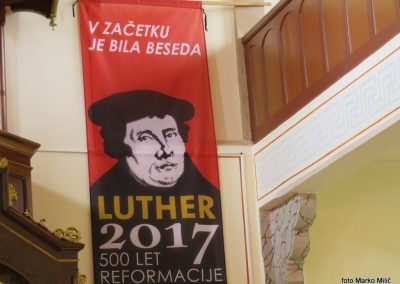 V ZAČETKU
JE BILA BESEDA
LUTHER
2017
500 LET
REFORMACIJE
foto Marko Milič